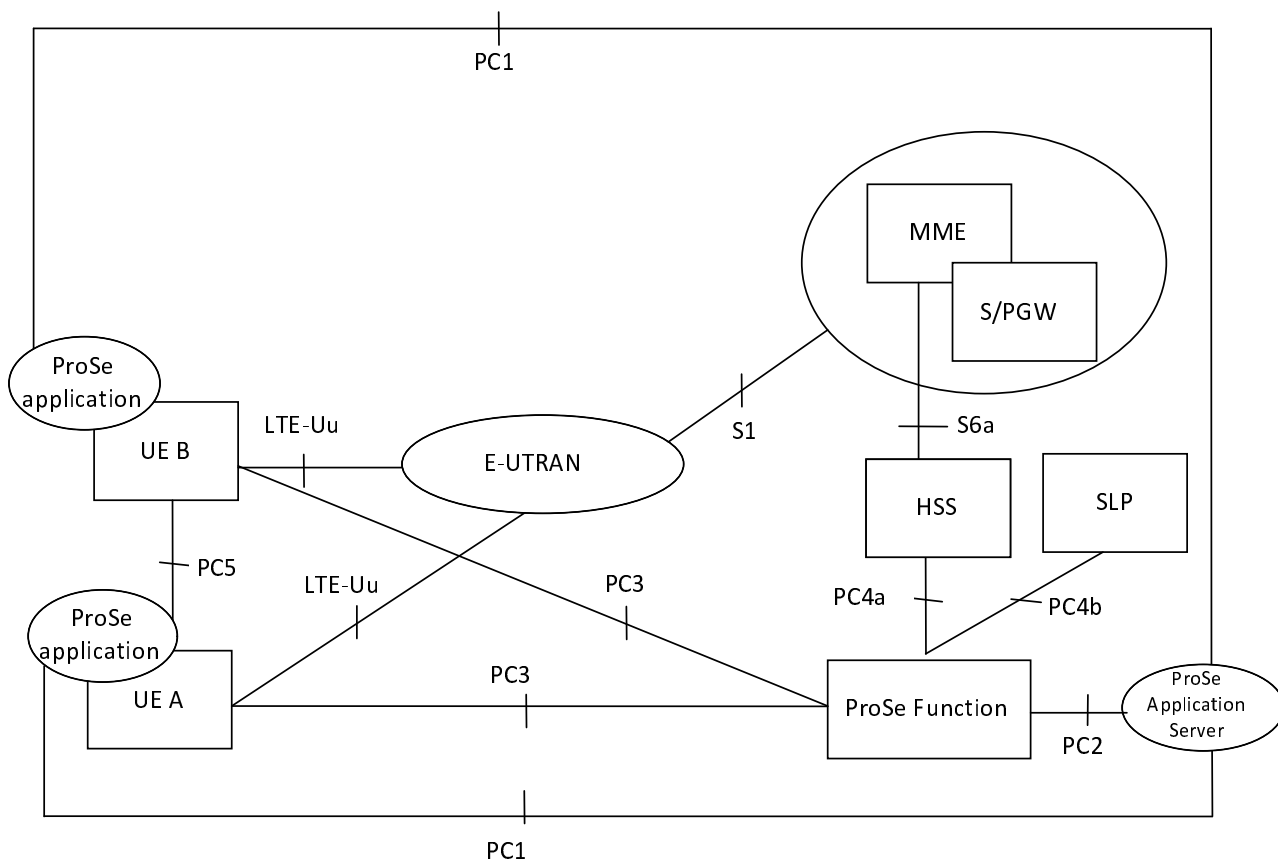 PC1
MME
S/PGW
ProSe
application
UE B
LTE-Uu
E-UTRAN
S1
S6a
HSS
SLP
PC5
LTE-Uu
PC3
PC4a
PC4b
ProSe
application
UE A
PC3
ProSe Function
PC2
ProSe
Application
Server
PC1